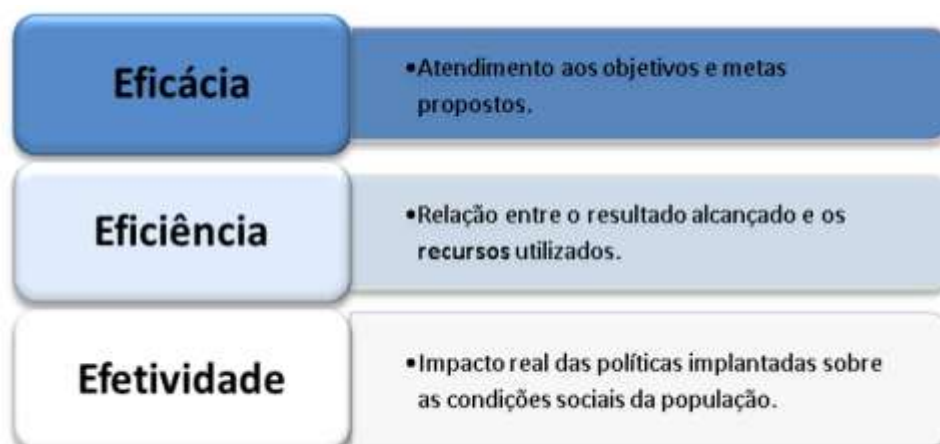 Eficácia
•Atendimento aos objetivos e metas
propostos.
Eficiência
•Relação entre o resultado alcançado e os
recursos utilizados.
Efetividade
•Impacto real das políticas implantadas sobre
as condições sociais da população.